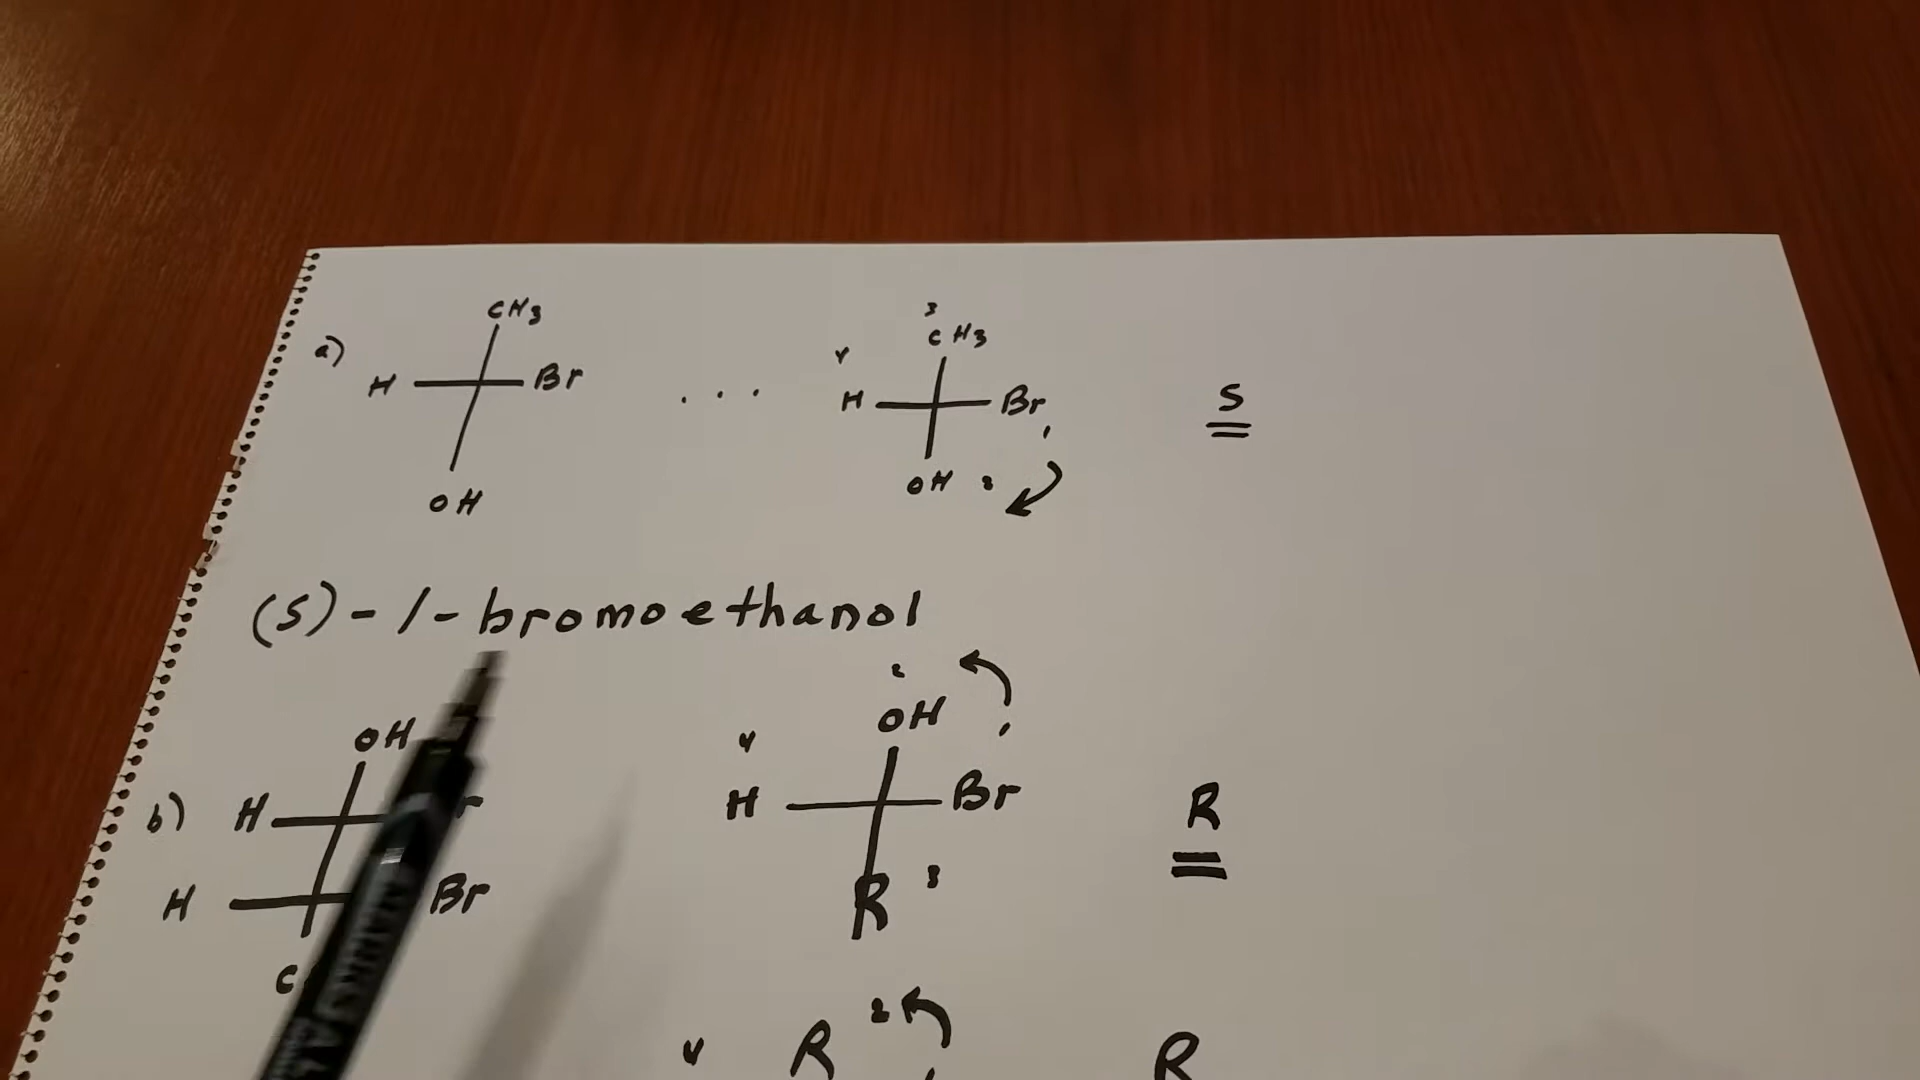 CH3
a) H Br ... H Br S
OH
3
CH3
4
1
OH 2
(S)-1-bromoethanol
OH
b) H
H Br
2
OH
4 1
H Br R
R 3
2
4 R R